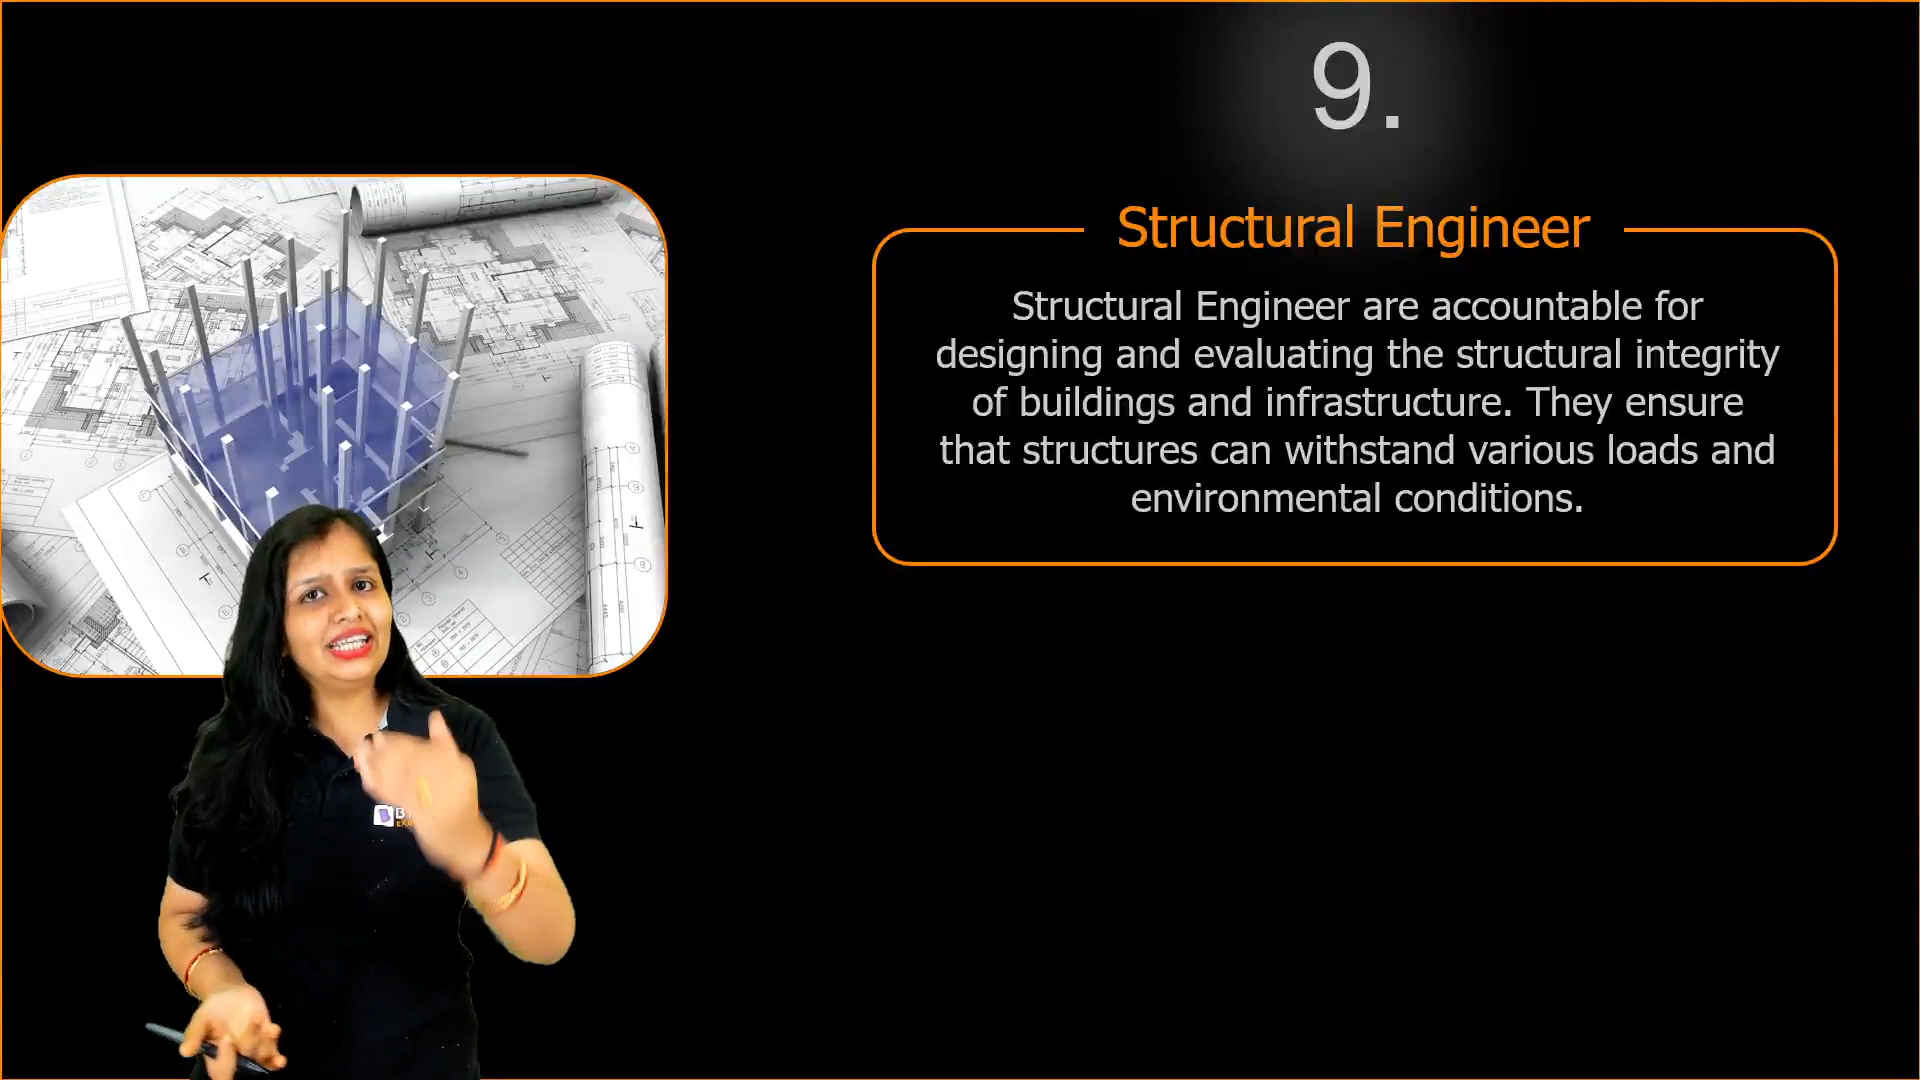 9.
Structural Engineer
Structural Engineer are accountable for
designing and evaluating the structural integrity
of buildings and infrastructure. They ensure
that structures can withstand various loads and
environmental conditions.